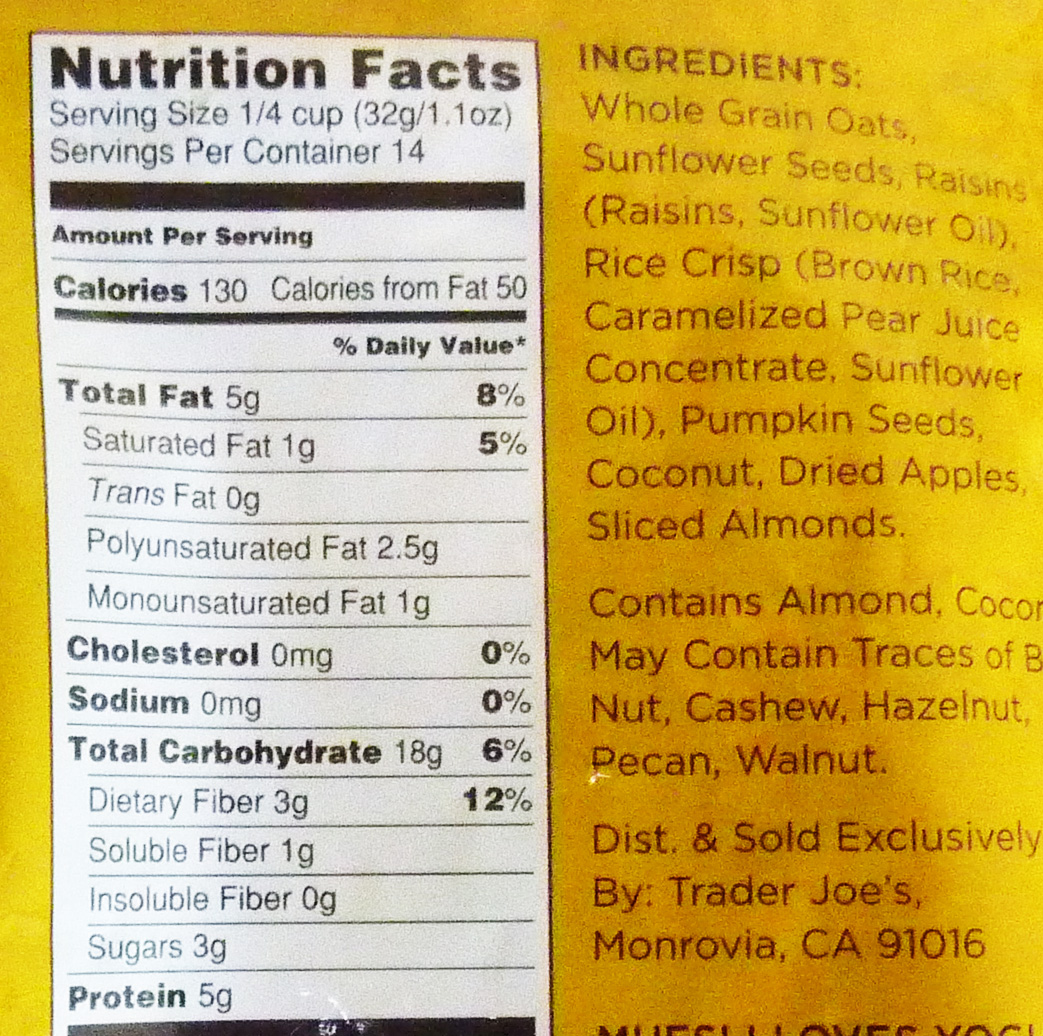 Nutrition Facts
Serving Size 1/4 cup (32g/1.1oz)
Servings Per Container 14
Amount Per Serving
Calories 130 Calories from Fat 50
% Daily Value*
Total Fat 5g 8%
Saturated Fat 1g 5%
Trans Fat 0g
Polyunsaturated Fat 2.5g
Monounsaturated Fat 1g
Cholesterol 0mg 0%
Sodium 0mg 0%
Total Carbohydrate 18g 6%
Dietary Fiber 3g 12%
Soluble Fiber 1g
Insoluble Fiber 0g
Sugars 3g
Protein 5g
INGREDIENTS:
Whole Grain Oats,
Sunflower Seeds, Raisins
(Raisins, Sunflower Oil),
Rice Crisp (Brown Rice,
Caramelized Pear Juice
Concentrate, Sunflower
Oil), Pumpkin Seeds,
Coconut, Dried Apples,
Sliced Almonds.
Contains Almond, Cocon
May Contain Traces of B
Nut, Cashew, Hazelnut,
Pecan, Walnut.
Dist. & Sold Exclusively
By: Trader Joe's,
Monrovia, CA 91016
MUESLI LOVES